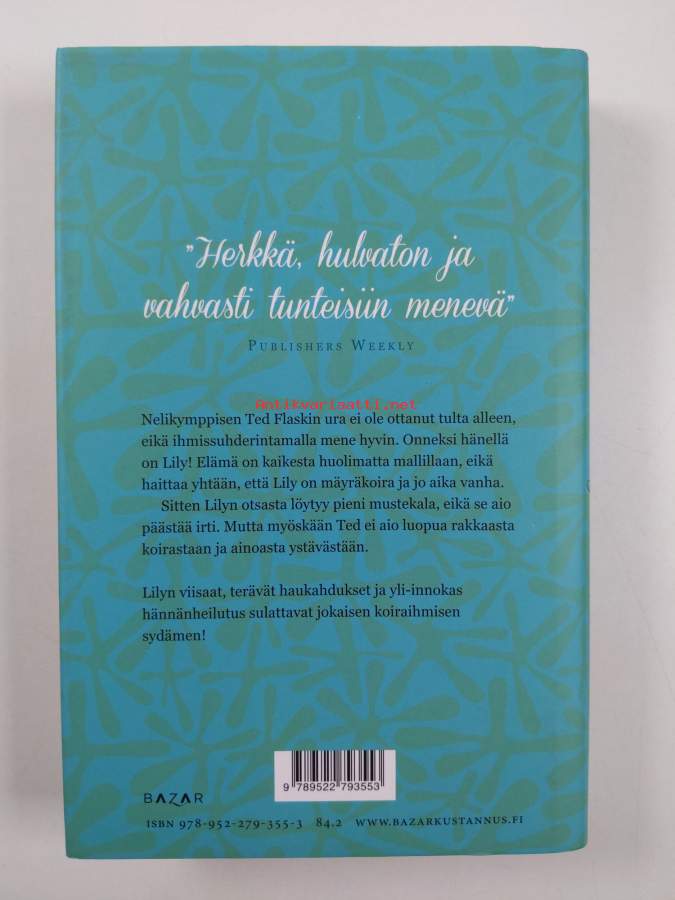 "Herkkä, hulvaton ja
vahvasti tunteisiin menevä"
PUBLISHERS WEEKLY
Antikvariaatti.net
Nelikymppisen Ted Flaskin ura ei ole ottanut tulta alleen,
eikä ihmissuhderintamalla mene hyvin. Onneksi hänellä
on Lily! Elämä on kaikesta huolimatta mallillaan, eikä
haittaa yhtään, että Lily on mäyräkoira ja jo aika vanha.
Sitten Lilyn otsasta löytyy pieni mustekala, eikä se aio
päästää irti. Mutta myöskään Ted ei aio luopua rakkaasta
koirastaan ja ainoasta ystävästään.
Lilyn viisaat, terävät haukahdukset ja yli-innokas
hännänheilutus sulattavat jokaisen koiraihmisen
sydämen!
9 789522 793553
BAZAR
ISBN 978-952-279-355-3 84.2 WWW.BAZARKUSTANNUS.FI